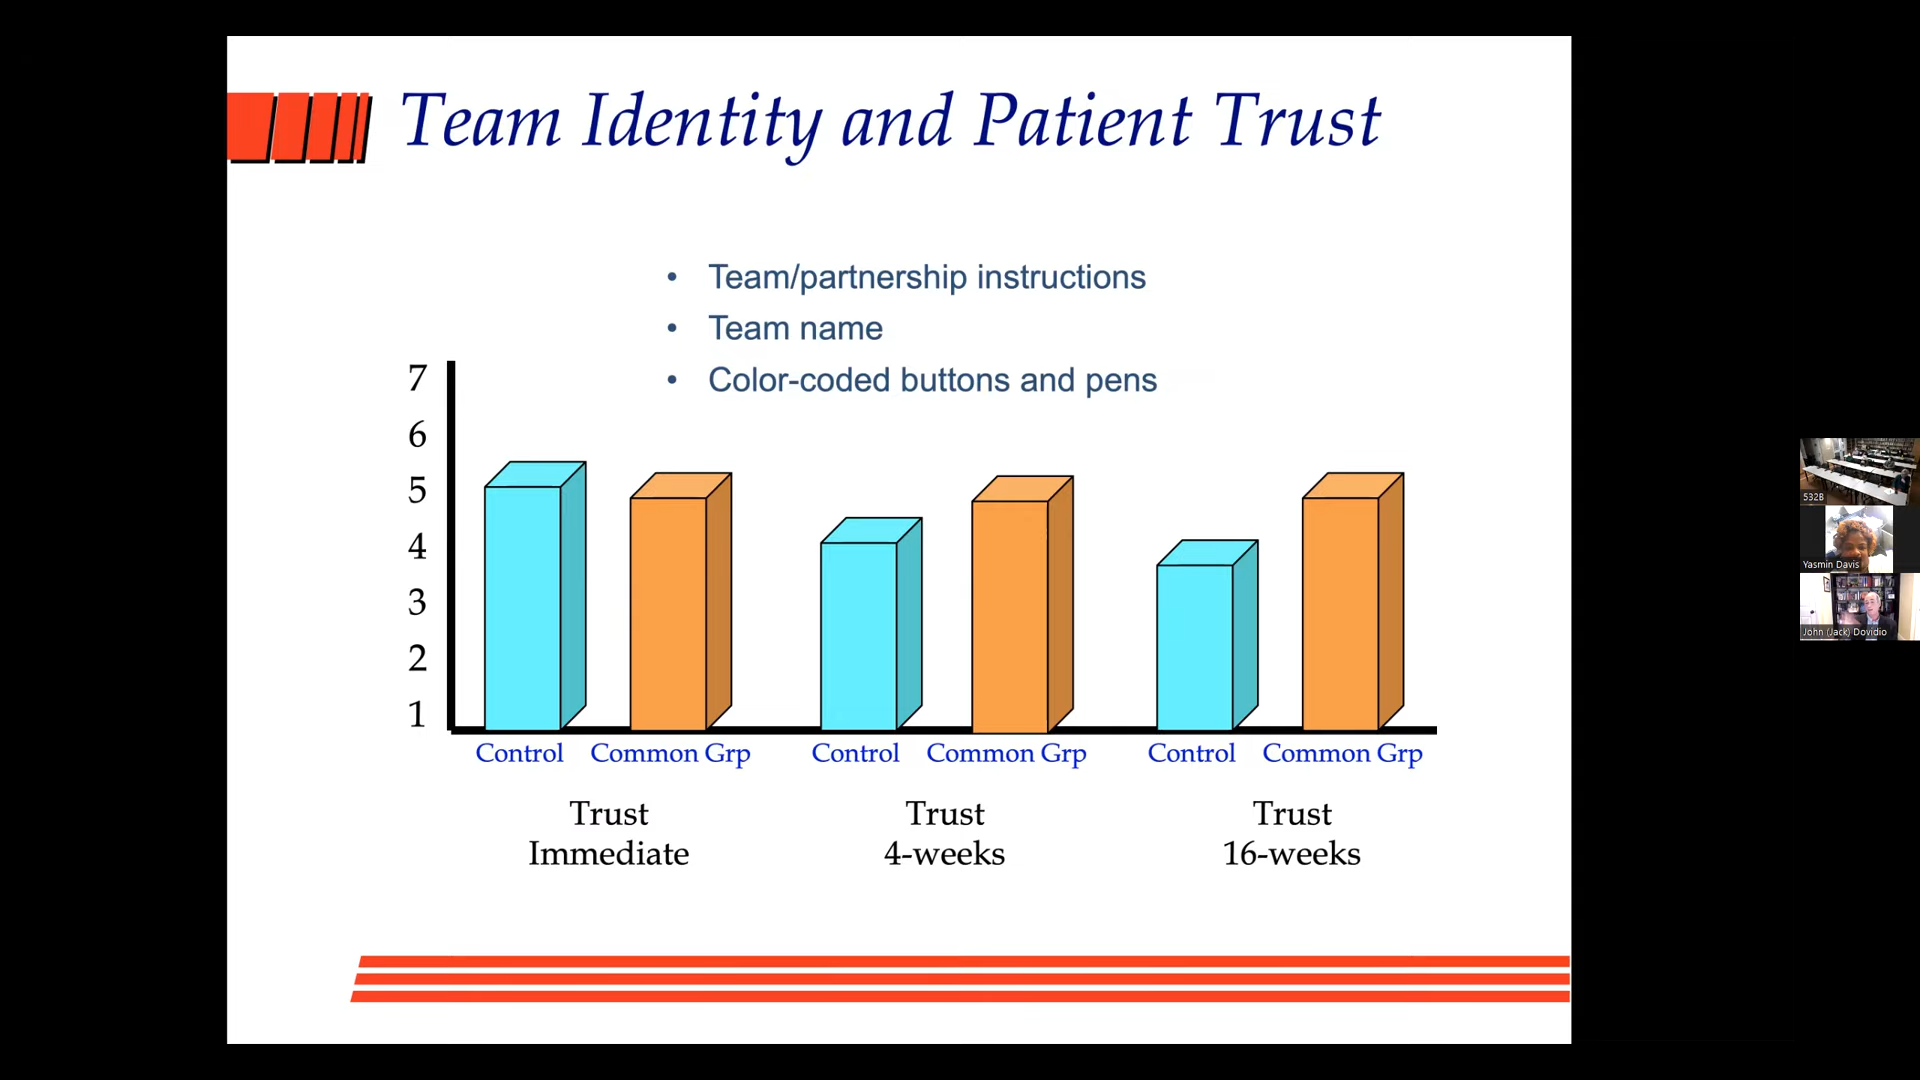 Team Identity and Patient Trust
• Team/partnership instructions
• Team name
• Color-coded buttons and pens
7
6
5
4
3
2
1
Control Common Grp Control Common Grp Control Common Grp
Trust Immediate
Trust 4-weeks
Trust 16-weeks
532B
Yasmin Davis
John (Jack) Dovidio